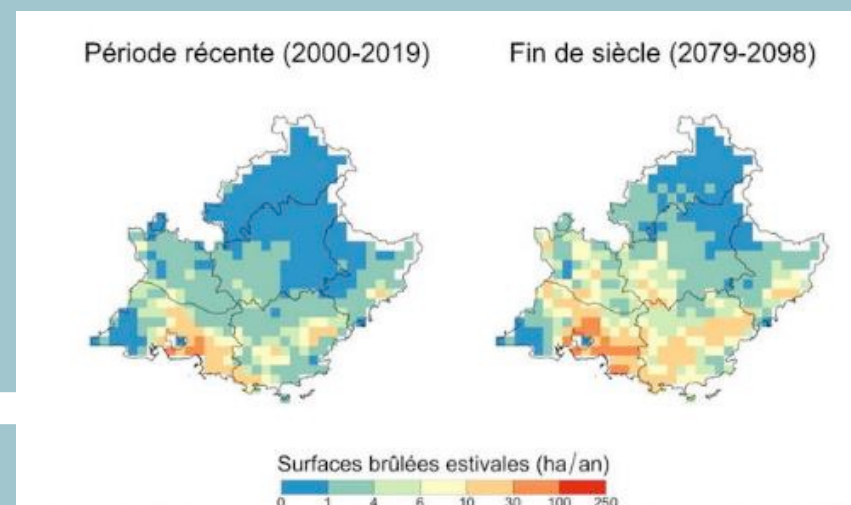 Période récente (2000-2019)
Fin de siècle (2079-2098)
Surfaces brûlées estivales (ha/an)
0 1 4 6 10 30 100 250